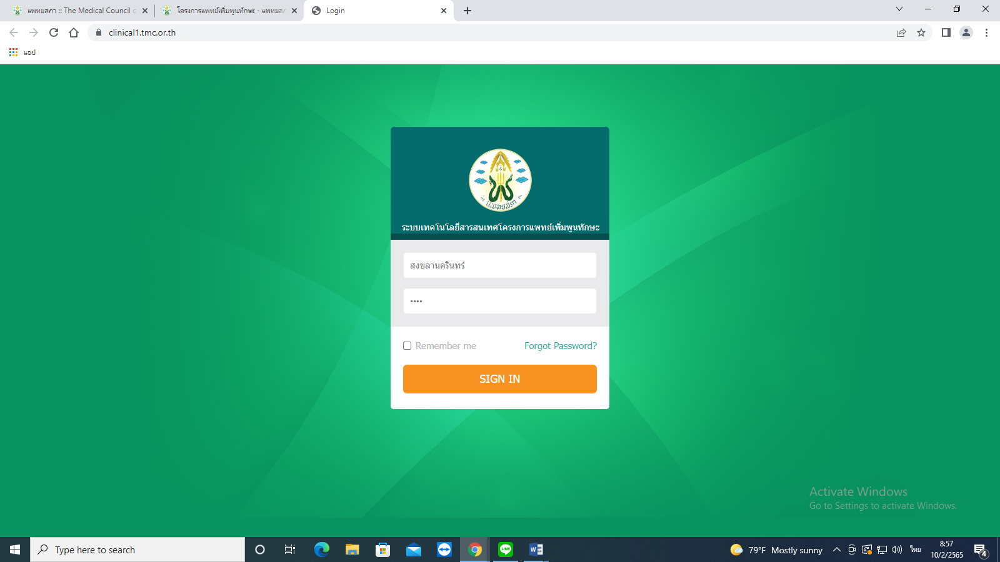 แพทยสภา :: The Medical Council o
โครงการแพทย์เพิ่มพูนทักษะ - แพทยสภ
Login
clinical1.tmc.or.th
แอป
แพทยสภา
ระบบเทคโนโลยีสารสนเทศโครงการแพทย์เพิ่มพูนทักษะ
สงขลานครินทร์
••••
Remember me
Forgot Password?
SIGN IN
Activate Windows
Go to Settings to activate Windows.
Type here to search
LINE
W
79°F Mostly sunny
ไทย
8:57
10/2/2565
4